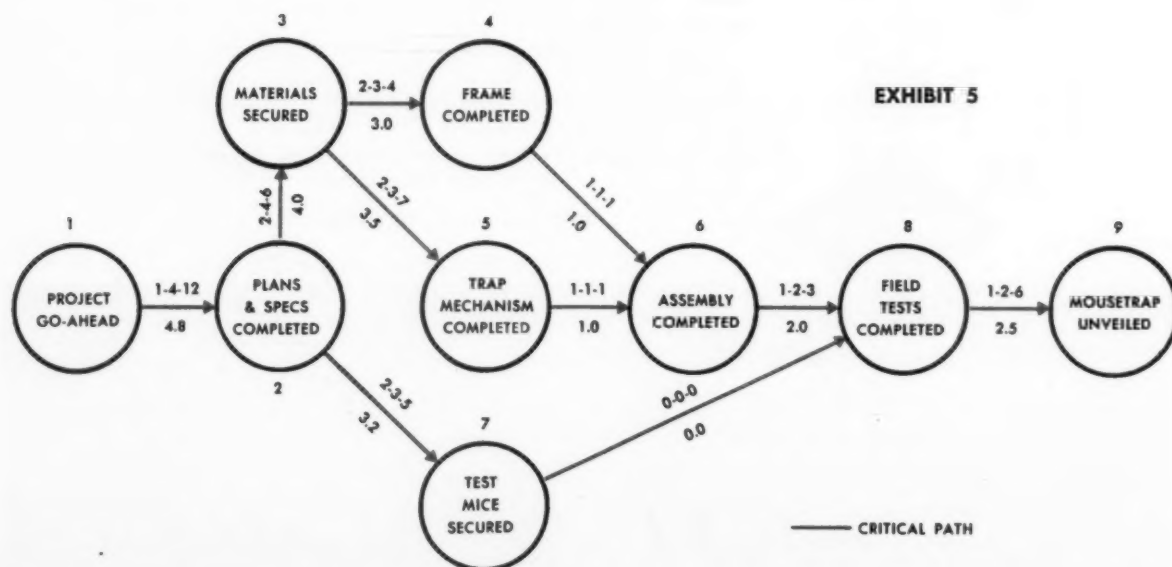 EXHIBIT 5
3
MATERIALS
SECURED
2-3-4
3.0
4
FRAME
COMPLETED
2-4-6
4.0
2-3-7
3.5
1-1-1
1.0
1
PROJECT
GO-AHEAD
1-4-12
4.8
PLANS
& SPECS
COMPLETED
2
5
TRAP
MECHANISM
COMPLETED
1-1-1
1.0
6
ASSEMBLY
COMPLETED
1-2-3
2.0
8
FIELD
TESTS
COMPLETED
1-2-6
2.5
9
MOUSETRAP
UNVEILED
2-3-5
3.2
7
TEST
MICE
SECURED
0-0-0
0.0
CRITICAL PATH